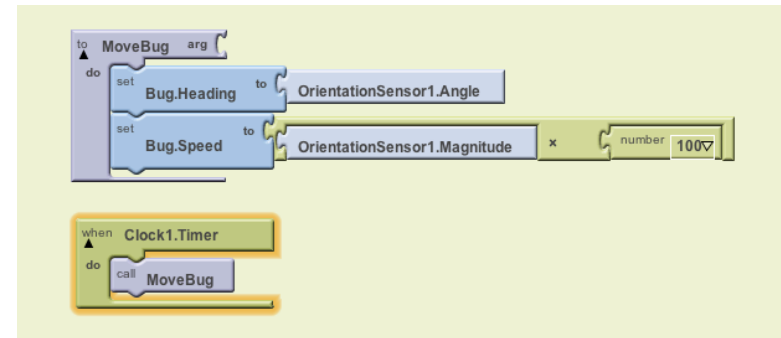 to MoveBug arg
do set Bug.Heading to OrientationSensor1.Angle
set Bug.Speed to OrientationSensor1.Magnitude × number 100
when Clock1.Timer
do call MoveBug